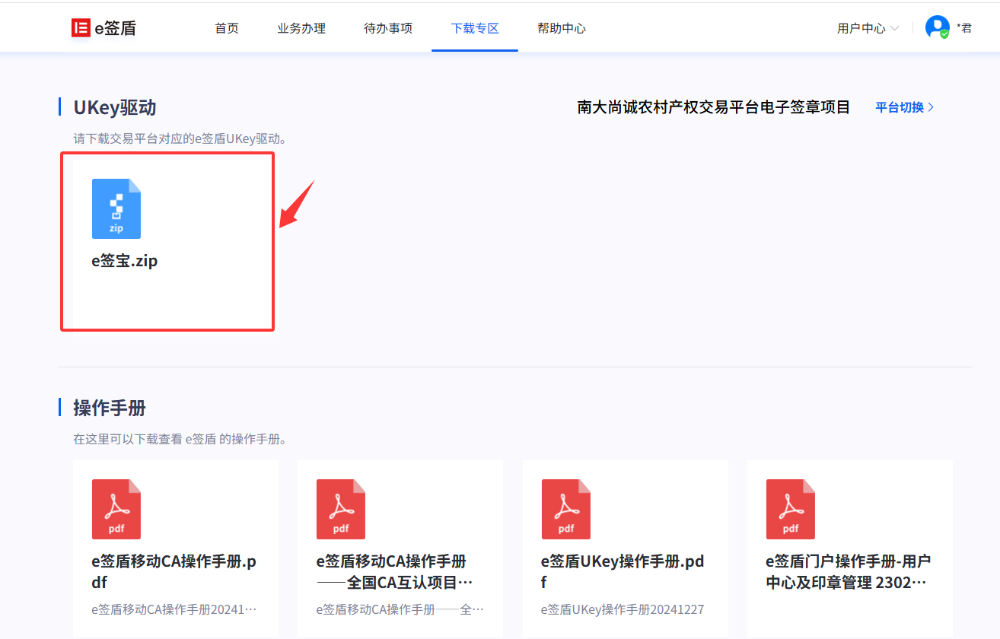 e签盾
首页
业务办理
待办事项
下载专区
帮助中心
用户中心
*君
UKey驱动
南大尚诚农村产权交易平台电子签章项目
平台切换
请下载交易平台对应的e签盾UKey驱动。
zip
e签宝.zip
操作手册
在这里可以下载查看 e签盾 的操作手册。
pdf
e签盾移动CA操作手册.p
df
e签盾移动CA操作手册20241…
pdf
e签盾移动CA操作手册
——全国CA互认项目…
e签盾移动CA操作手册——全…
pdf
e签盾UKey操作手册.pd
f
e签盾UKey操作手册20241227
pdf
e签盾门户操作手册-用户
中心及印章管理 2302…